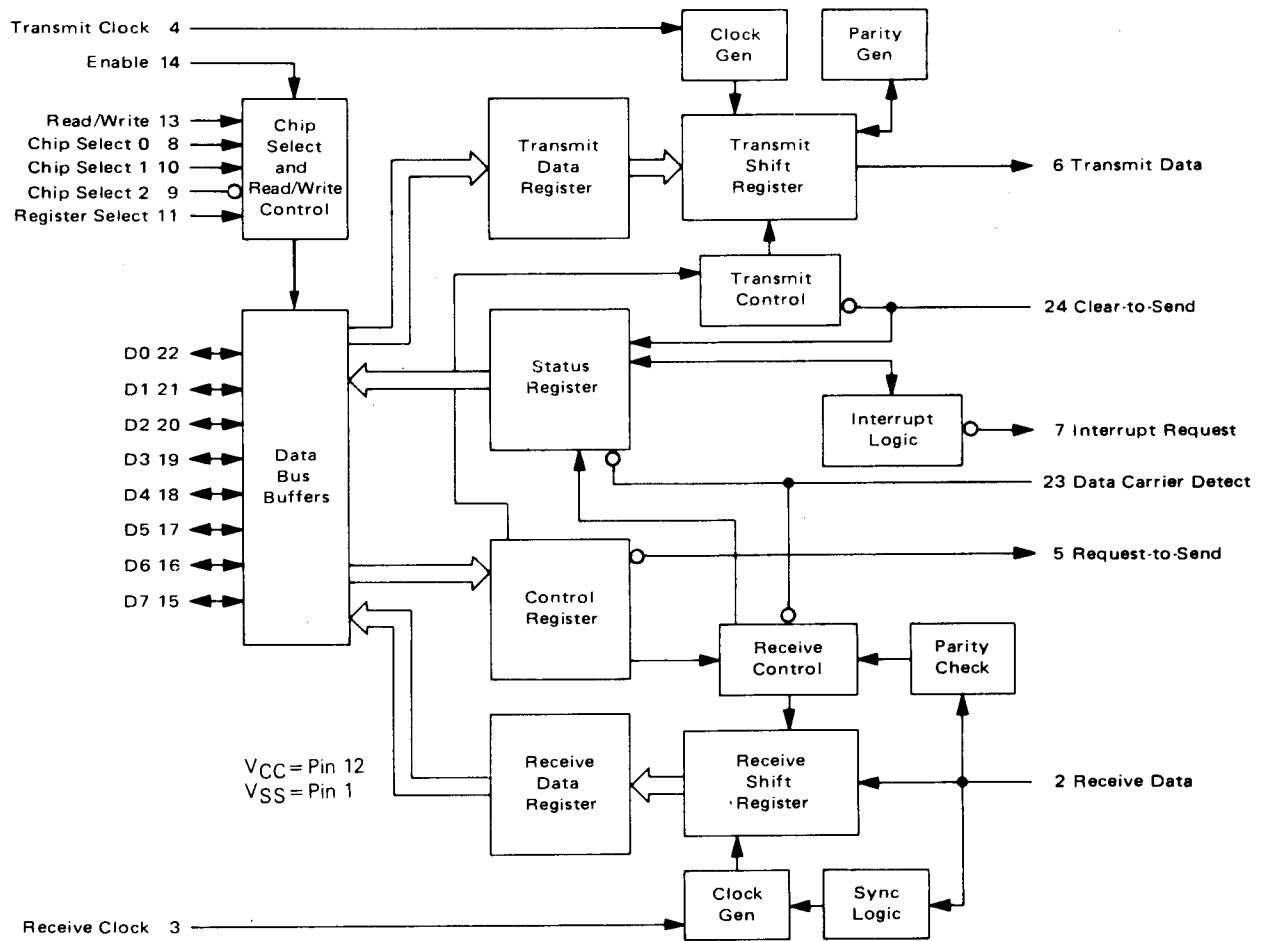 Transmit Clock 4
Clock
Gen
Parity
Gen
Enable 14
Read/Write 13
Chip Select 0 8
Chip Select 1 10
Chip Select 2 9
Register Select 11
Chip
Select
and
Read/Write
Control
Transmit
Data
Register
Transmit
Shift
Register
6 Transmit Data
Transmit
Control
24 Clear-to-Send
D0 22
D1 21
D2 20
D3 19
D4 18
D5 17
D6 16
D7 15
Data
Bus
Buffers
Status
Register
Interrupt
Logic
7 Interrupt Request
23 Data Carrier Detect
5 Request-to-Send
Control
Register
Receive
Control
Parity
Check
VCC = Pin 12
VSS = Pin 1
Receive
Data
Register
Receive
Shift
Register
2 Receive Data
Receive Clock 3
Clock
Gen
Sync
Logic